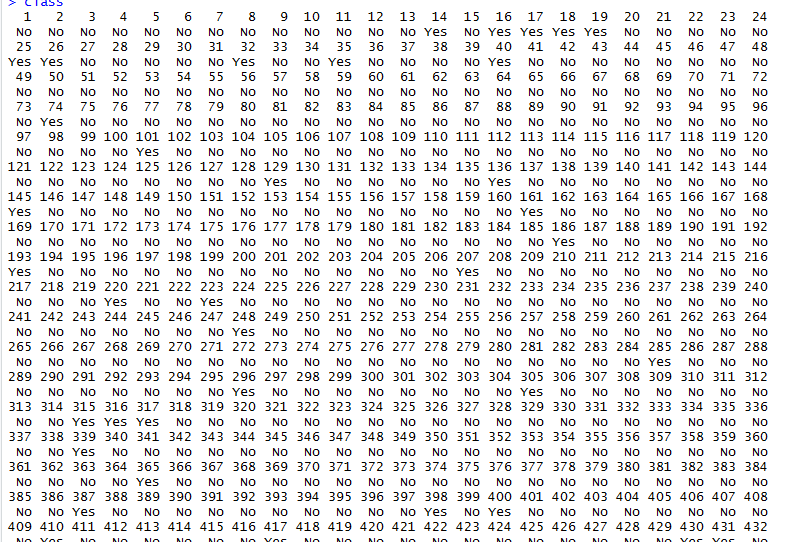 > class
1 2 3 4 5 6 7 8 9 10 11 12 13 14 15 16 17 18 19 20 21 22 23 24
No No No No No No No No No No No No No Yes No Yes Yes Yes Yes No No No No No
25 26 27 28 29 30 31 32 33 34 35 36 37 38 39 40 41 42 43 44 45 46 47 48
Yes Yes No No No No No Yes No No Yes No No No No Yes No No No No No No No No
49 50 51 52 53 54 55 56 57 58 59 60 61 62 63 64 65 66 67 68 69 70 71 72
No No No No No No No No No No No No No No No No No No No No No No No No
73 74 75 76 77 78 79 80 81 82 83 84 85 86 87 88 89 90 91 92 93 94 95 96
No Yes No No No No No No No No No No No No No No No No No No No No No No
97 98 99 100 101 102 103 104 105 106 107 108 109 110 111 112 113 114 115 116 117 118 119 120
No No No No Yes No No No No No No No No No No No No No No No No No No No
121 122 123 124 125 126 127 128 129 130 131 132 133 134 135 136 137 138 139 140 141 142 143 144
No No No No No No No No Yes No No No No No No Yes No No No No No No No No
145 146 147 148 149 150 151 152 153 154 155 156 157 158 159 160 161 162 163 164 165 166 167 168
Yes No No No No No No No No No No No No No No No Yes No No No No No No No
169 170 171 172 173 174 175 176 177 178 179 180 181 182 183 184 185 186 187 188 189 190 191 192
No No No No No No No No No No No No No No No No No Yes No No No No No No
193 194 195 196 197 198 199 200 201 202 203 204 205 206 207 208 209 210 211 212 213 214 215 216
Yes No No No No No No No No No No No No No Yes No No No No No No No No No
217 218 219 220 221 222 223 224 225 226 227 228 229 230 231 232 233 234 235 236 237 238 239 240
No No No Yes No No Yes No No No No No No No No No No No No No No No No No
241 242 243 244 245 246 247 248 249 250 251 252 253 254 255 256 257 258 259 260 261 262 263 264
No No No No No No No Yes No No No No No No No No No No No No No No No No
265 266 267 268 269 270 271 272 273 274 275 276 277 278 279 280 281 282 283 284 285 286 287 288
No No No No No No No No No No No No No No No No No No No No Yes No No No
289 290 291 292 293 294 295 296 297 298 299 300 301 302 303 304 305 306 307 308 309 310 311 312
No No No No No No No Yes No No No No No No No No Yes No No No No No No No
313 314 315 316 317 318 319 320 321 322 323 324 325 326 327 328 329 330 331 332 333 334 335 336
No No Yes Yes Yes No No No No No No No No No No No No No No No No No No No
337 338 339 340 341 342 343 344 345 346 347 348 349 350 351 352 353 354 355 356 357 358 359 360
No No Yes No No No No No No No No No No No No No No No No No No No No No
361 362 363 364 365 366 367 368 369 370 371 372 373 374 375 376 377 378 379 380 381 382 383 384
No No No No Yes No No No No No No No No No No No No No No No No No No No
385 386 387 388 389 390 391 392 393 394 395 396 397 398 399 400 401 402 403 404 405 406 407 408
No No Yes No No No No No No No No No No Yes No Yes No No No No No No No No
409 410 411 412 413 414 415 416 417 418 419 420 421 422 423 424 425 426 427 428 429 430 431 432
No Yes No No No No No No Yes No No No No No No No No No No No No Yes Yes No